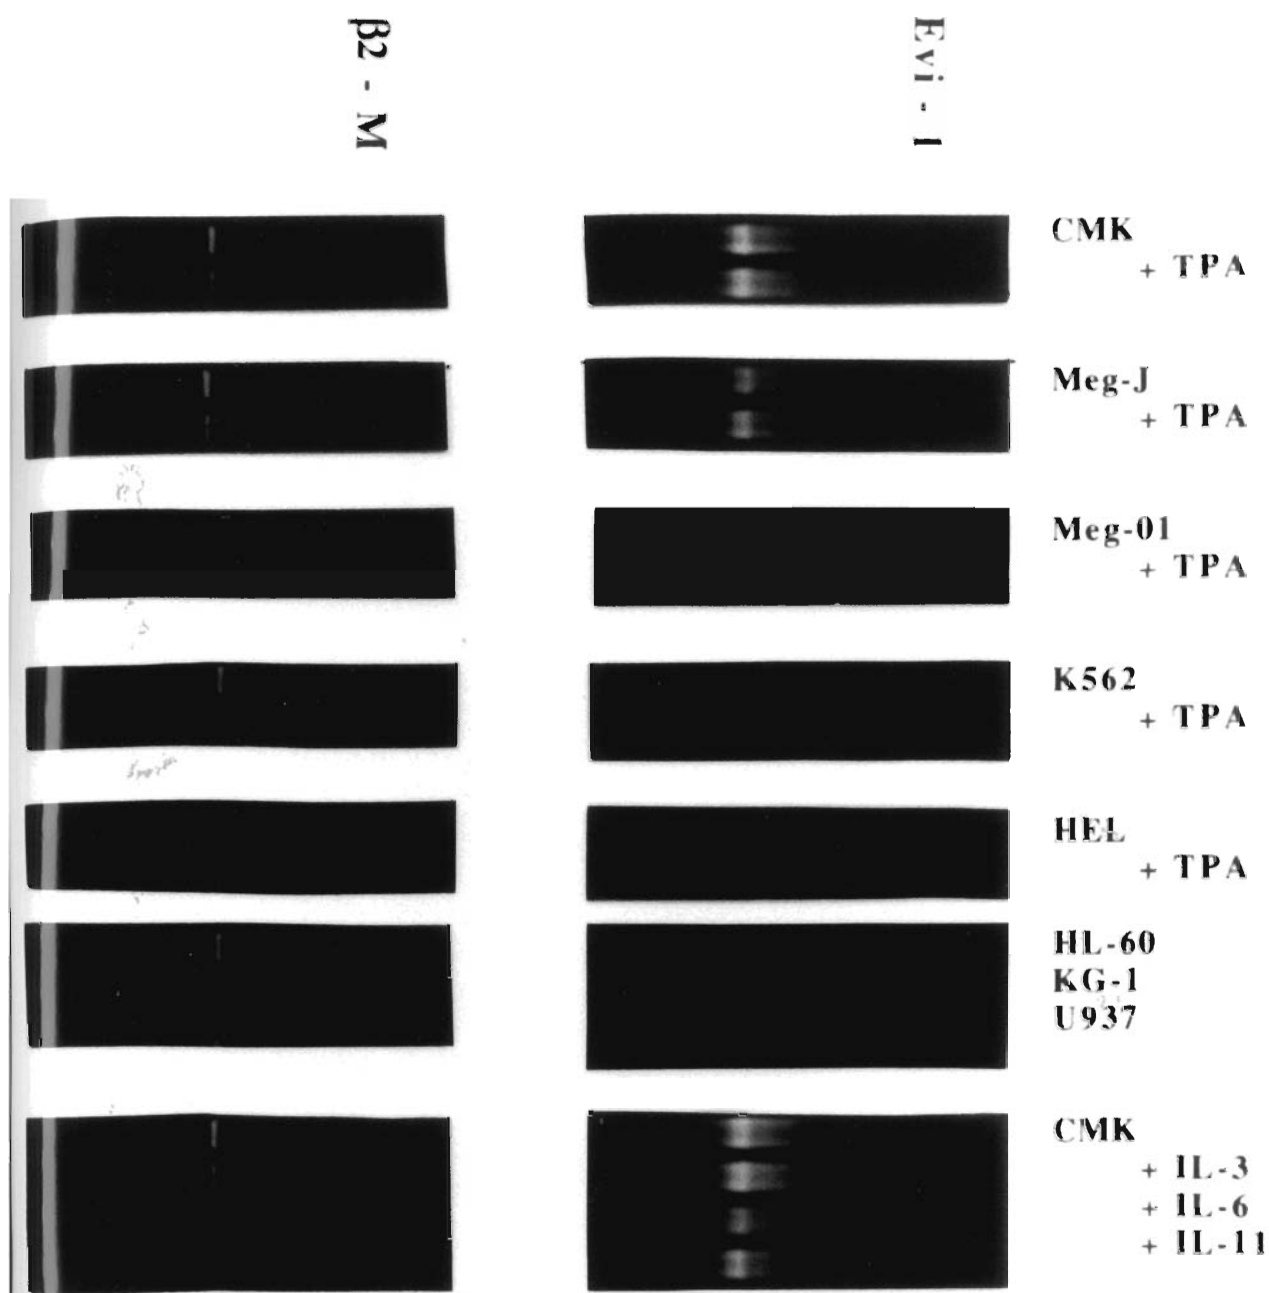 β2 - M
Evi - 1
CMK
+ TPA
Meg-J
+ TPA
Meg-01
+ TPA
K562
+ TPA
HEL
+ TPA
HL-60
KG-1
U937
CMK
+ IL-3
+ IL-6
+ IL-11